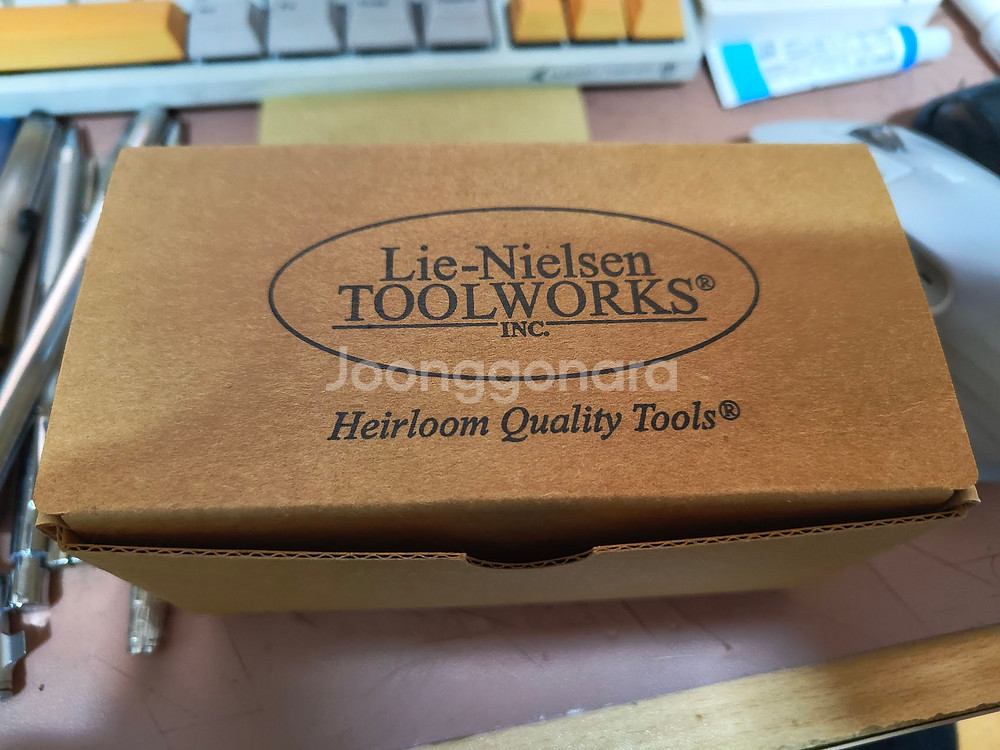 Lie-Nielsen
TOOLWORKS®
INC.
Joonggonara
Heirloom Quality Tools®